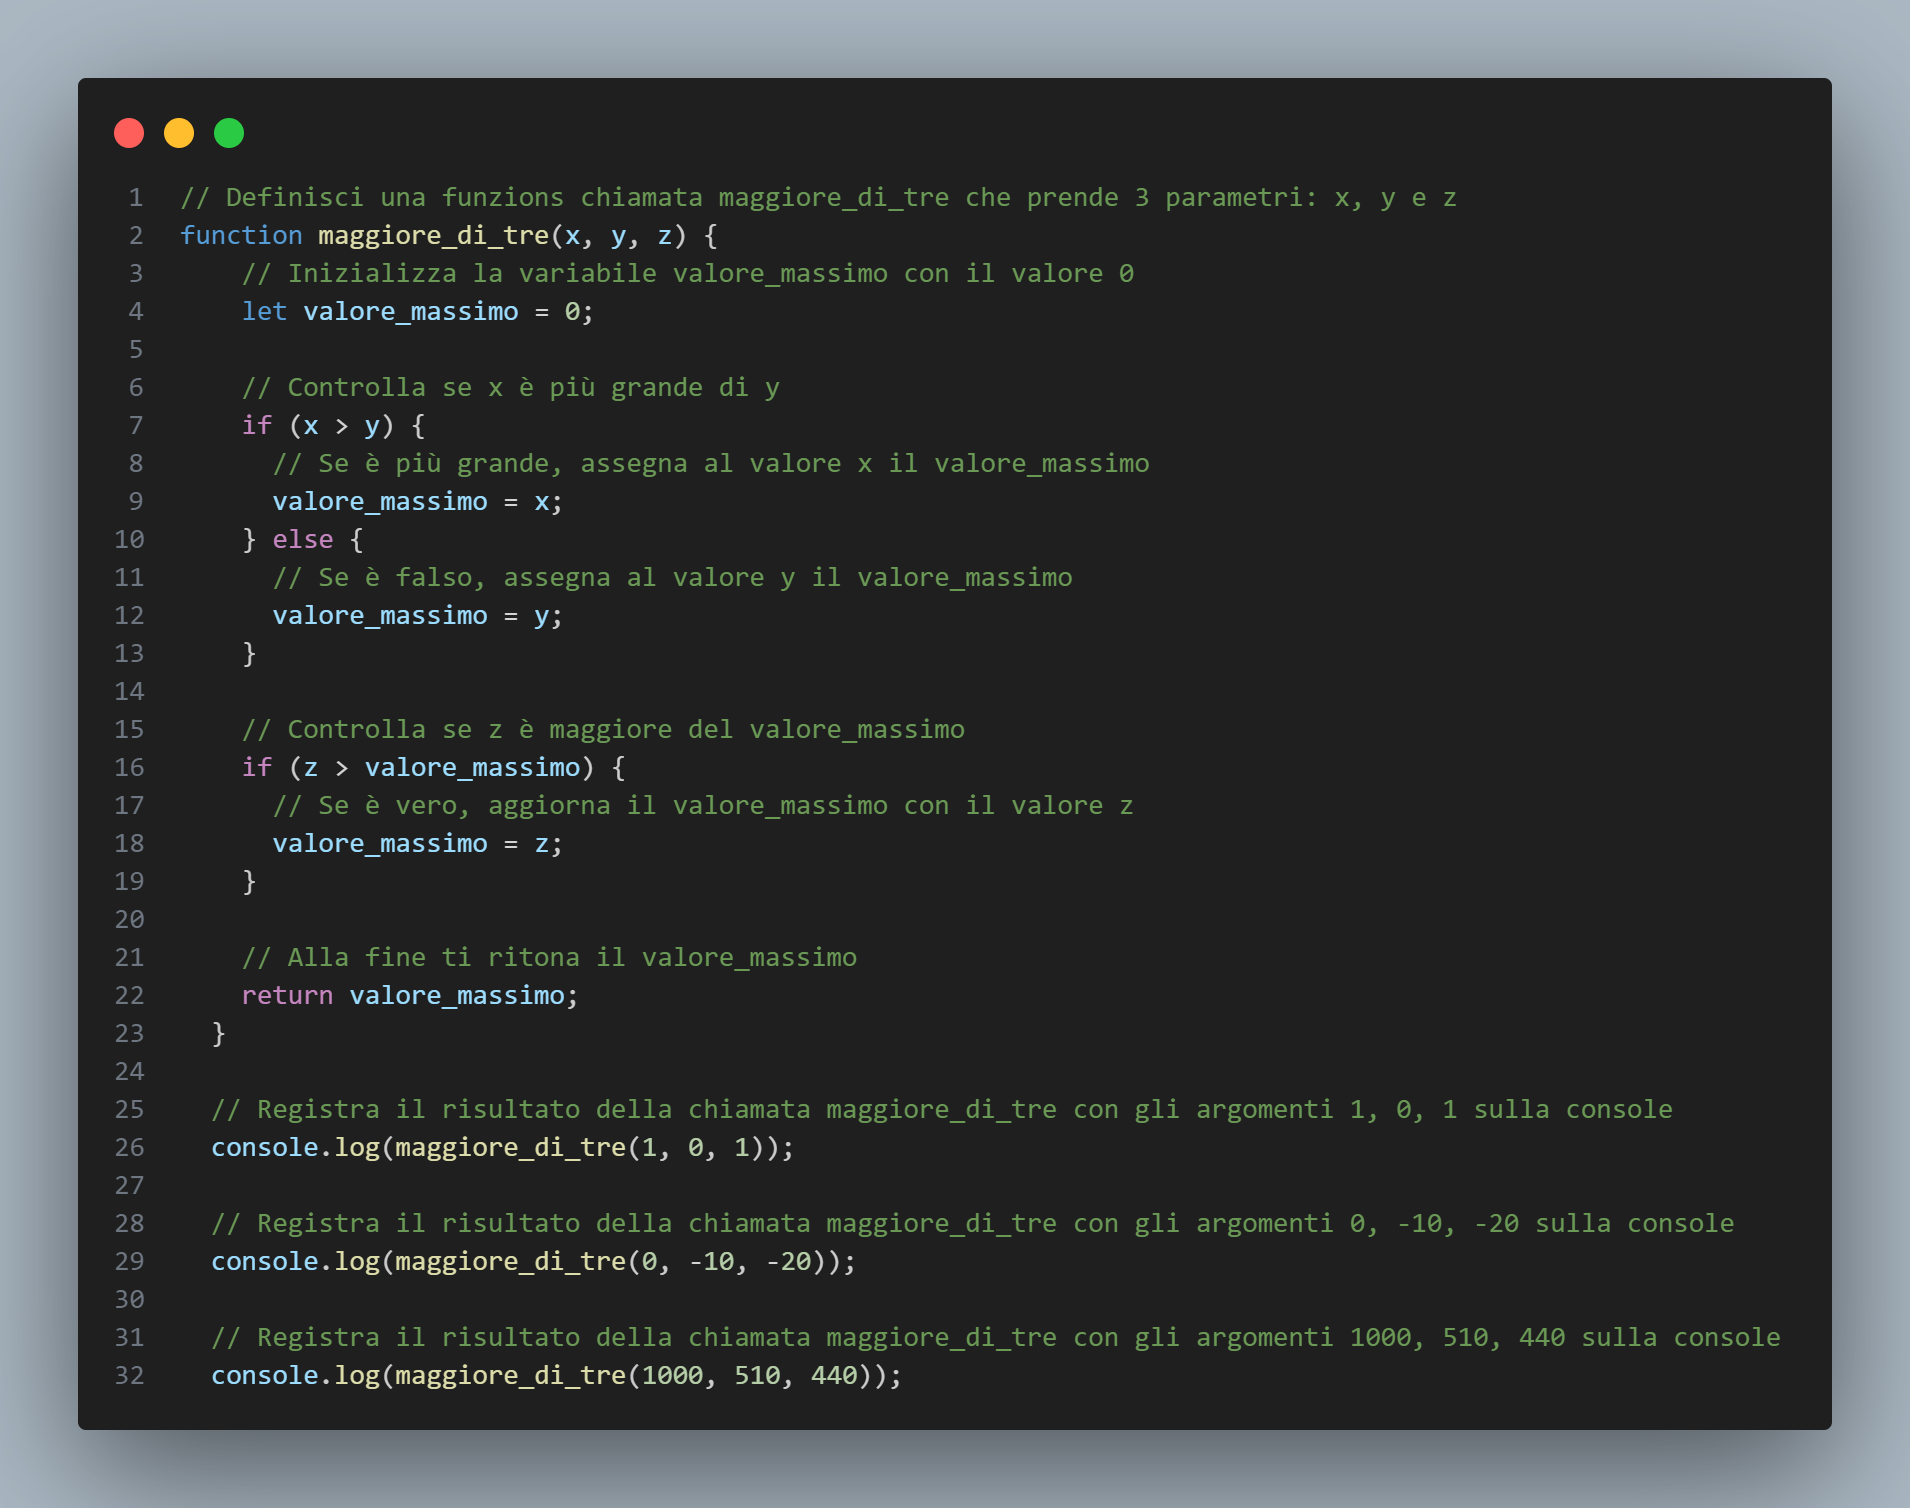 1 // Definisci una funzions chiamata maggiore_di_tre che prende 3 parametri: x, y e z
2 function maggiore_di_tre(x, y, z) {
3     // Inizializza la variabile valore_massimo con il valore 0
4     let valore_massimo = 0;
5
6     // Controlla se x è più grande di y
7     if (x > y) {
8       // Se è più grande, assegna al valore x il valore_massimo
9       valore_massimo = x;
10     } else {
11       // Se è falso, assegna al valore y il valore_massimo
12       valore_massimo = y;
13     }
14
15     // Controlla se z è maggiore del valore_massimo
16     if (z > valore_massimo) {
17       // Se è vero, aggiorna il valore_massimo con il valore z
18       valore_massimo = z;
19     }
20
21     // Alla fine ti ritona il valore_massimo
22     return valore_massimo;
23   }
24
25   // Registra il risultato della chiamata maggiore_di_tre con gli argomenti 1, 0, 1 sulla console
26   console.log(maggiore_di_tre(1, 0, 1));
27
28   // Registra il risultato della chiamata maggiore_di_tre con gli argomenti 0, -10, -20 sulla console
29   console.log(maggiore_di_tre(0, -10, -20));
30
31   // Registra il risultato della chiamata maggiore_di_tre con gli argomenti 1000, 510, 440 sulla console
32   console.log(maggiore_di_tre(1000, 510, 440));